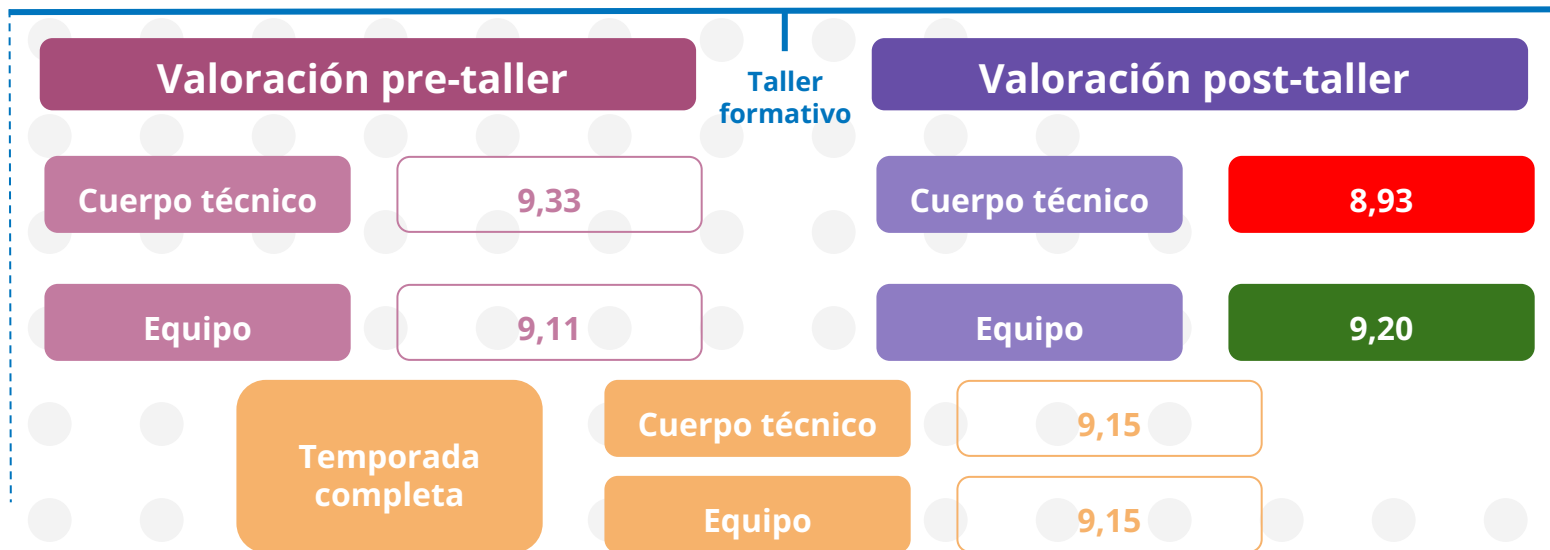 Valoración pre-taller
Taller
formativo
Valoración post-taller
Cuerpo técnico
9,33
Cuerpo técnico
8,93
Equipo
9,11
Equipo
9,20
Temporada
completa
Cuerpo técnico
9,15
Equipo
9,15